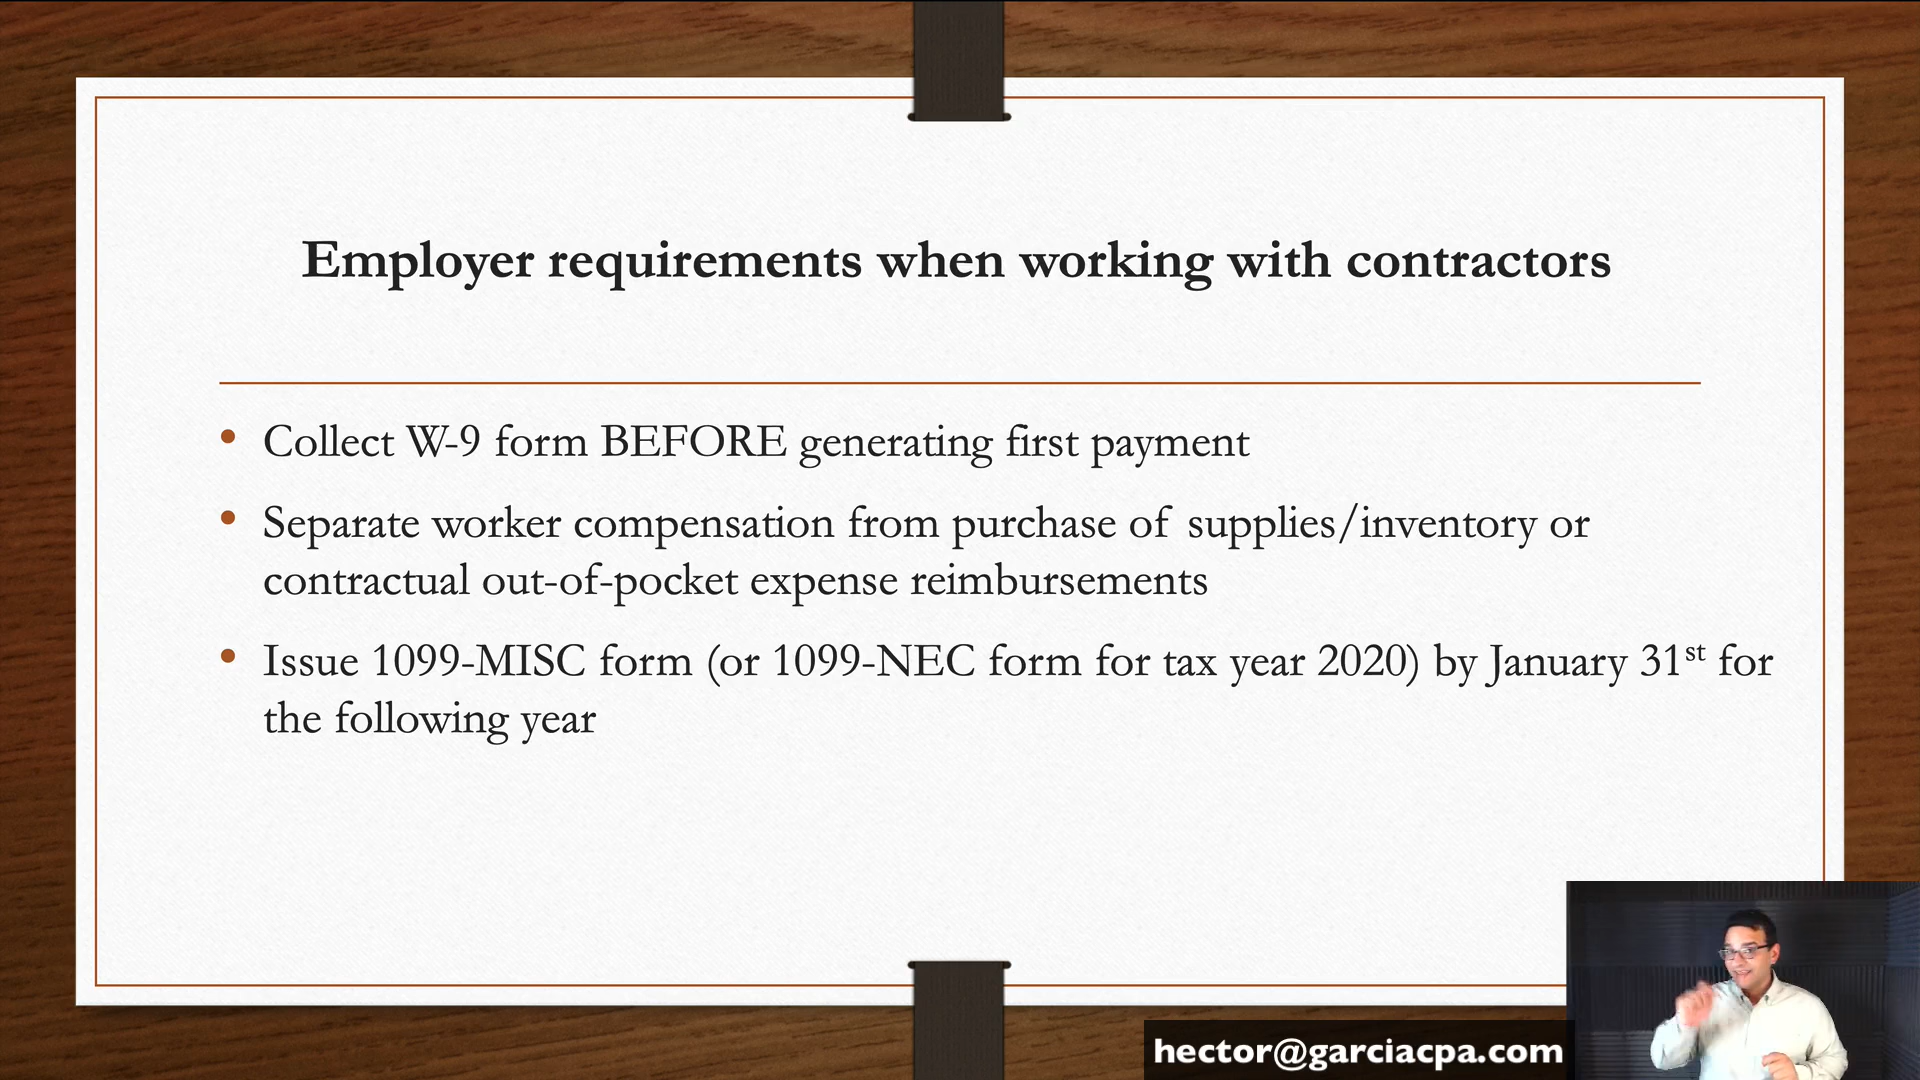 Employer requirements when working with contractors
• Collect W-9 form BEFORE generating first payment
• Separate worker compensation from purchase of supplies/inventory or
contractual out-of-pocket expense reimbursements
• Issue 1099-MISC form (or 1099-NEC form for tax year 2020) by January 31st for
the following year
hector@garciacpa.com